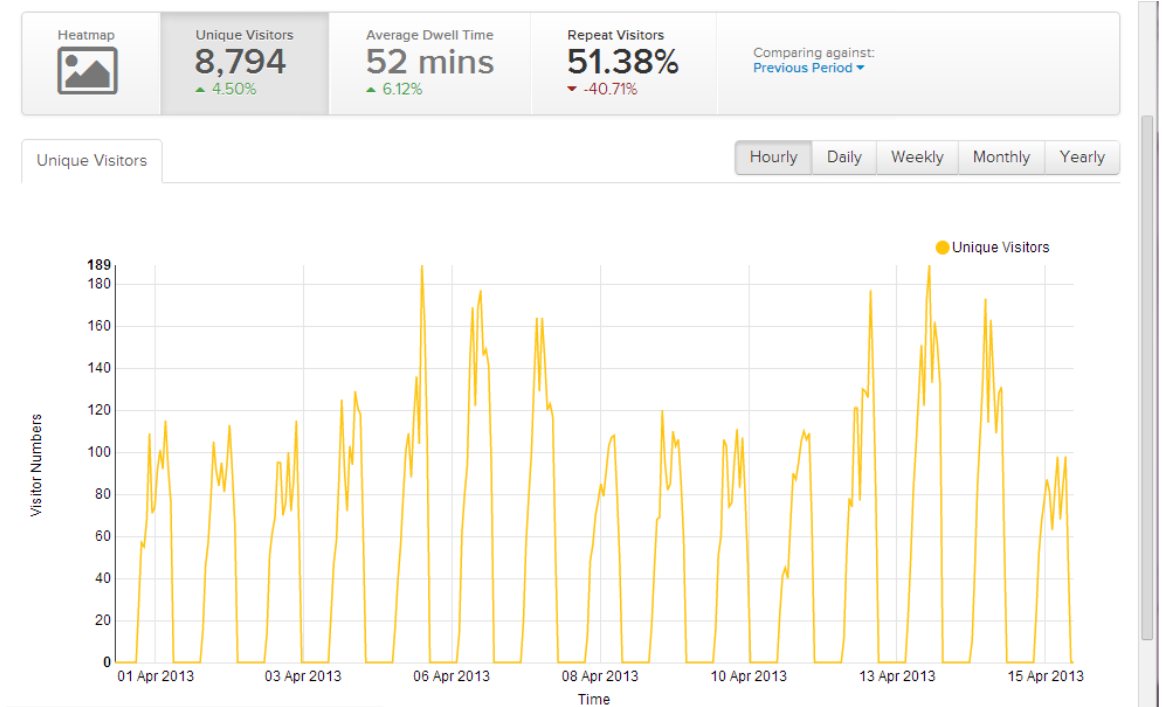 Heatmap
Unique Visitors
8,794
4.50%
Average Dwell Time
52 mins
6.12%
Repeat Visitors
51.38%
-40.71%
Comparing against:
Previous Period
Unique Visitors
Hourly Daily Weekly Monthly Yearly
Unique Visitors
189
180
160
140
120
100
80
60
40
20
0
Visitor Numbers
01 Apr 2013 03 Apr 2013 06 Apr 2013 08 Apr 2013 10 Apr 2013 13 Apr 2013 15 Apr 2013
Time